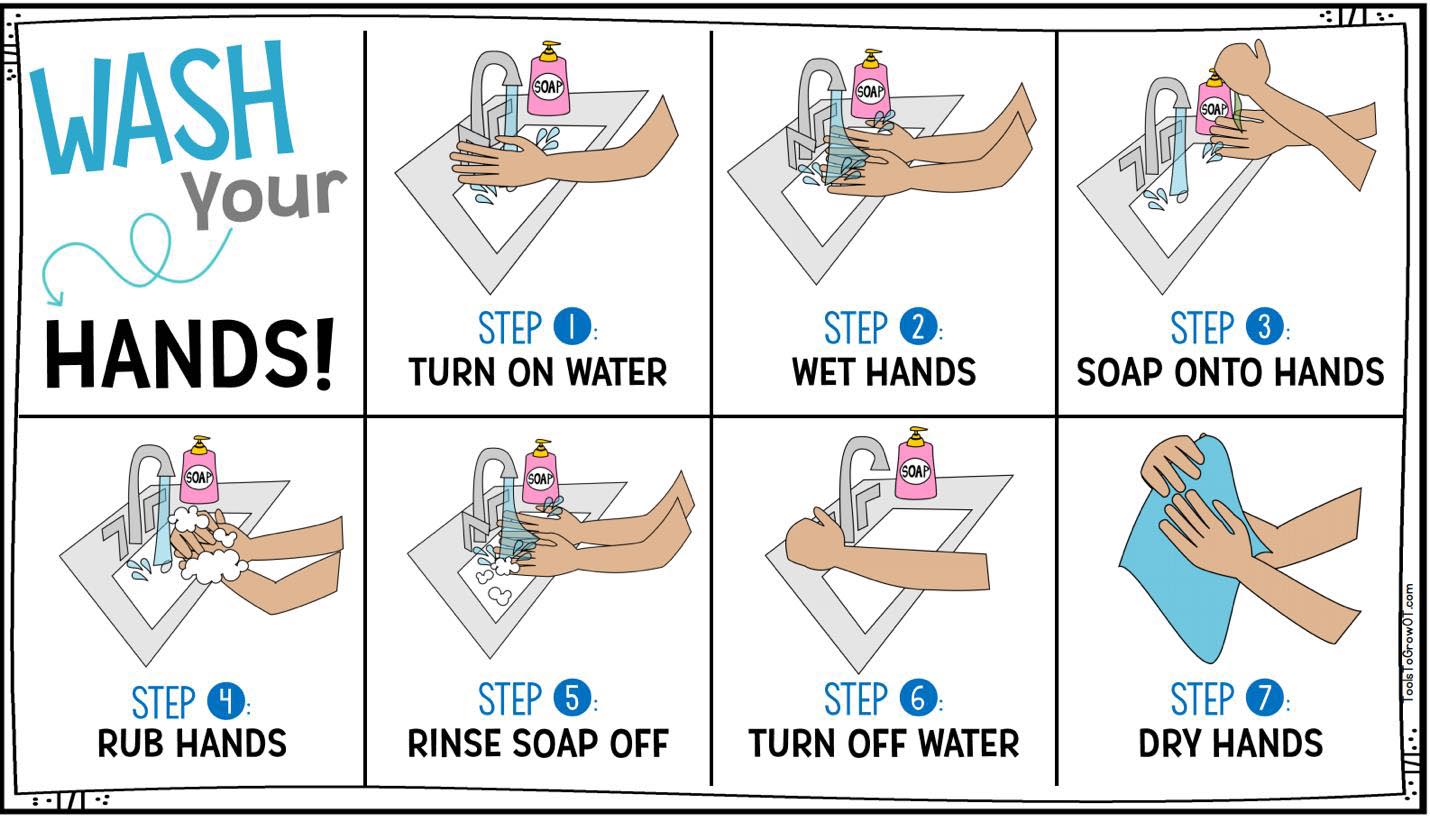 WASH
Your
HANDS!
SOAP
STEP 1:
TURN ON WATER
SOAP
STEP 2:
WET HANDS
SOAP
STEP 3:
SOAP ONTO HANDS
SOAP
STEP 4:
RUB HANDS
SOAP
STEP 5:
RINSE SOAP OFF
SOAP
STEP 6:
TURN OFF WATER
STEP 7:
DRY HANDS
ToolsToGrowOT.com